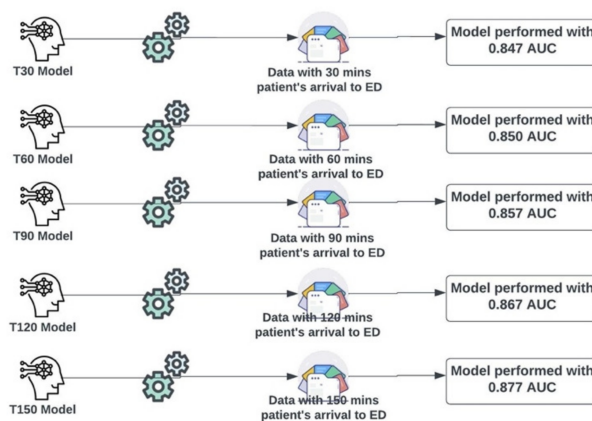 T30 Model
Data with 30 mins
patient's arrival to ED
Model performed with
0.847 AUC
T60 Model
Data with 60 mins
patient's arrival to ED
Model performed with
0.850 AUC
T90 Model
Data with 90 mins
patient's arrival to ED
Model performed with
0.857 AUC
T120 Model
Data with 120 mins
patient's arrival to ED
Model performed with
0.867 AUC
T150 Model
Data with 150 mins
patient's arrival to ED
Model performed with
0.877 AUC